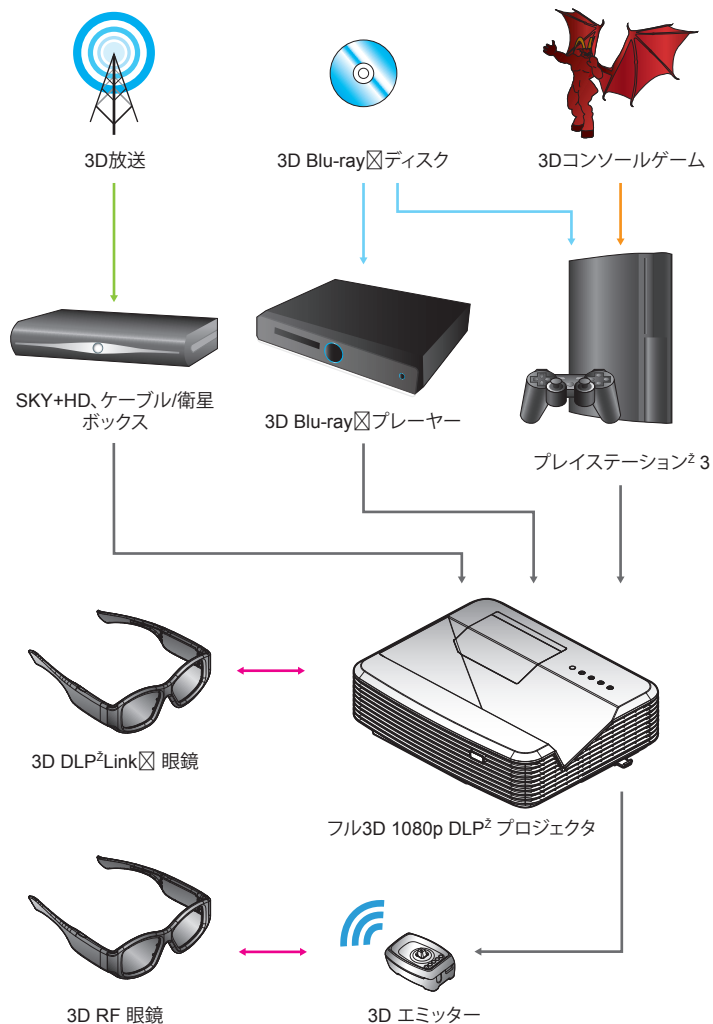 3D放送
3D Blu-ray☒ディスク
3Dコンソールゲーム
SKY+HD、ケーブル/衛星
ボックス
3D Blu-ray☒プレーヤー
プレイステーションž 3
3D DLPžLink☒ 眼鏡
フル3D 1080p DLPž プロジェクタ
3D RF 眼鏡
3D エミッター